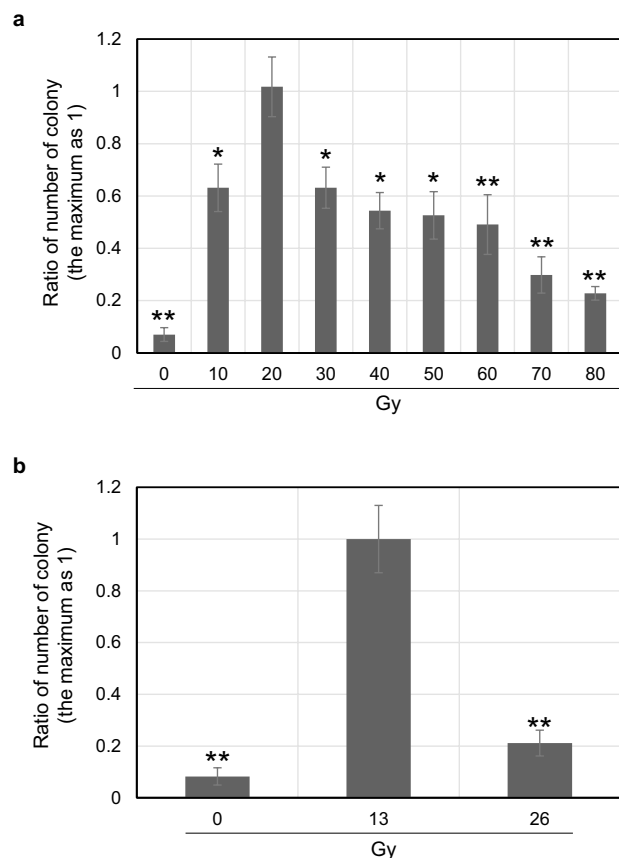 a
Ratio of number of colony
(the maximum as 1)
1.2
1
0.8
0.6
0.4
0.2
0
**
*
*
*
*
**
**
**
0 10 20 30 40 50 60 70 80
Gy
b
Ratio of number of colony
(the maximum as 1)
1.2
1
0.8
0.6
0.4
0.2
0
**
**
0 13 26
Gy